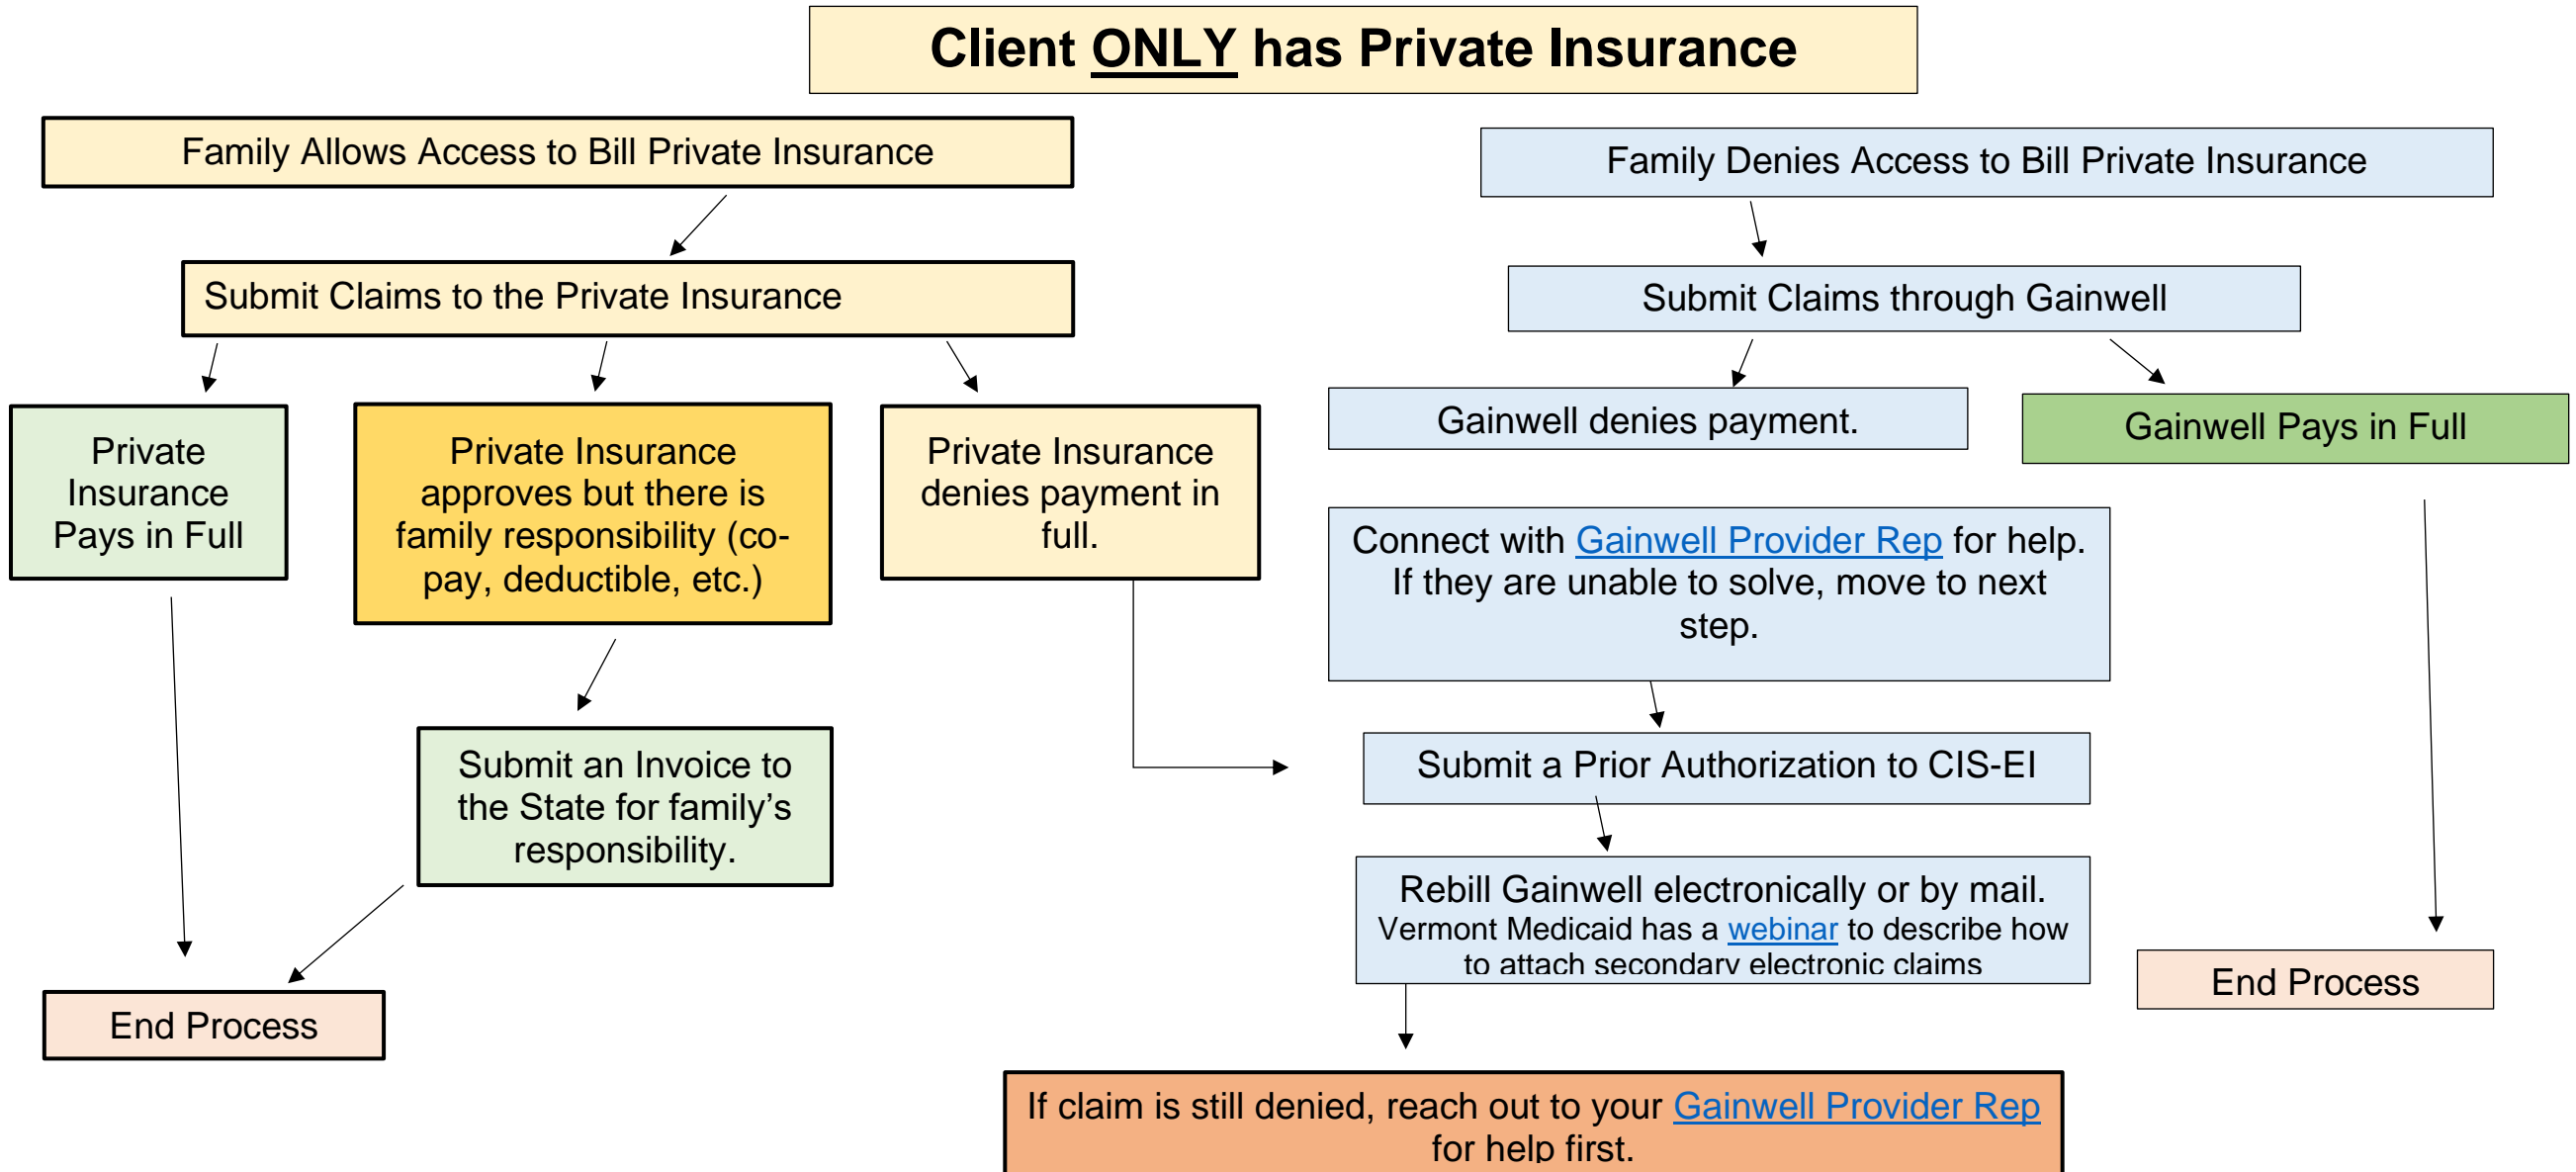 Client ONLY has Private Insurance
Family Allows Access to Bill Private Insurance
Family Denies Access to Bill Private Insurance
Submit Claims to the Private Insurance
Submit Claims through Gainwell
Private
Insurance
Pays in Full
Private Insurance
approves but there is
family responsibility (co-
pay, deductible, etc.)
Private Insurance
denies payment in
full.
Gainwell denies payment.
Gainwell Pays in Full
Connect with Gainwell Provider Rep for help.
If they are unable to solve, move to next
step.
Submit an Invoice to
the State for family’s
responsibility.
Submit a Prior Authorization to CIS-EI
Rebill Gainwell electronically or by mail.
Vermont Medicaid has a webinar to describe how
to attach secondary electronic claims
End Process
End Process
If claim is still denied, reach out to your Gainwell Provider Rep
for help first.